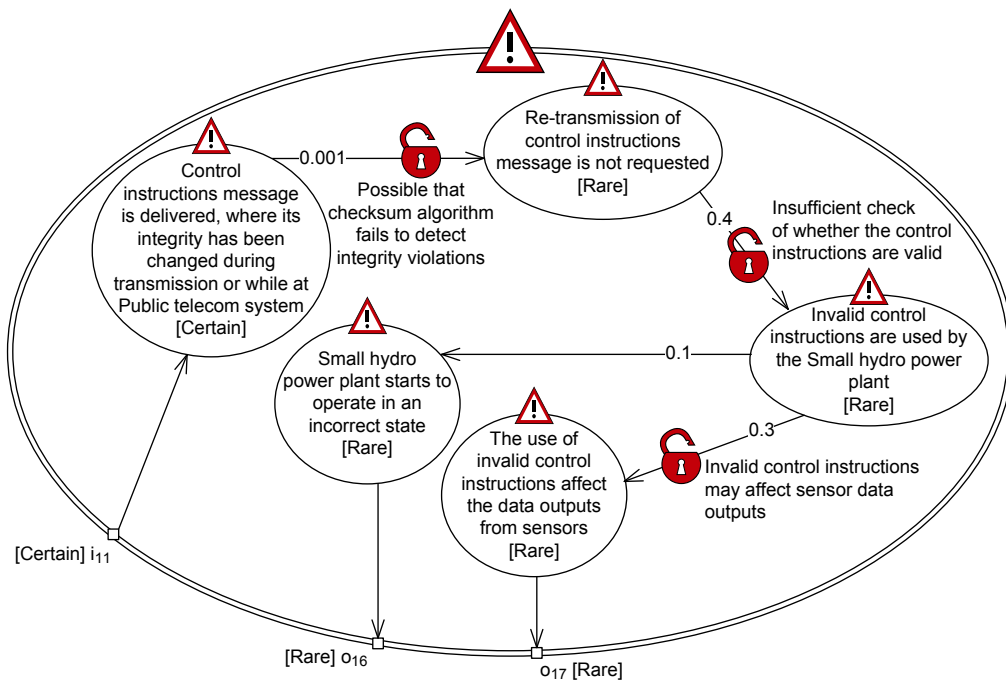 Re-transmission of
control instructions
message is not requested
[Rare]
Control
instructions message
is delivered, where its
integrity has been
changed during
transmission or while at
Public telecom system
[Certain]
0.001
Possible that
checksum algorithm
fails to detect
integrity violations
0.4
Insufficient check
of whether the control
instructions are valid
Invalid control
instructions are used by
the Small hydro power
plant
[Rare]
0.1
Small hydro
power plant starts to
operate in an
incorrect state
[Rare]
0.3
The use of
invalid control
instructions affect
the data outputs
from sensors
[Rare]
Invalid control instructions
may affect sensor data
outputs
[Certain] i11
[Rare] o16
o17 [Rare]